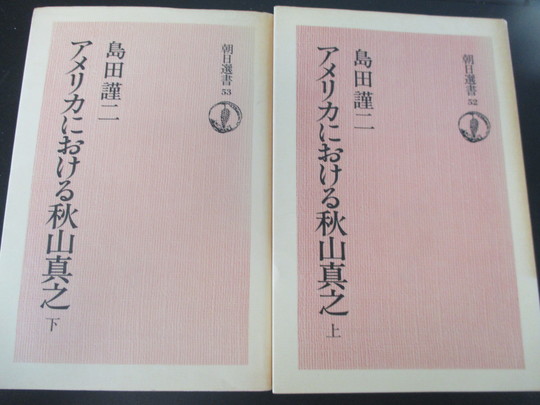 朝日選書 52
島田謹二
アメリカにおける秋山真之 上
朝日選書 53
島田謹二
アメリカにおける秋山真之 下